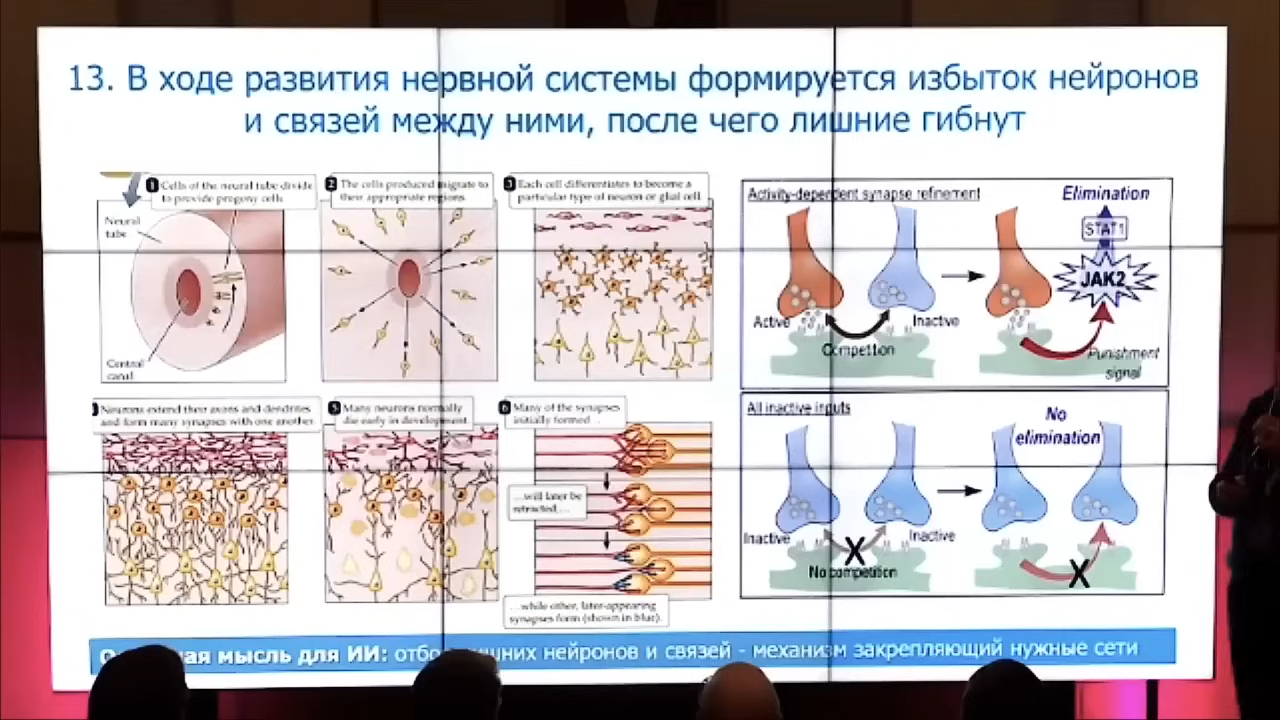 13. В ходе развития нервной системы формируется избыток нейронов
и связей между ними, после чего лишние гибнут
1 Cells of the neural tube divide
to provide progeny cells
Neural
tube
Central
canal
2 The cells produced migrate to
their appropriate regions
3 Each cell differentiates to become a
particular type of neuron or glial cell
Neurons extend their axons and dendrites
and form many synapses with one another
5 Many neurons normally
die early in development
6 Many of the synapses
initially formed...
...will later be
retracted,...
...while other, later-appearing
synapses form (shown in blue).
Activity-dependent synapse refinement
Elimination
STAT1
JAK2
Active
Inactive
Competition
Punishment
signal
All inactive inputs
No
elimination
Inactive
Inactive
No competition
мысль для ИИ: нейронов и связей - механизм закрепляющий нужные сети